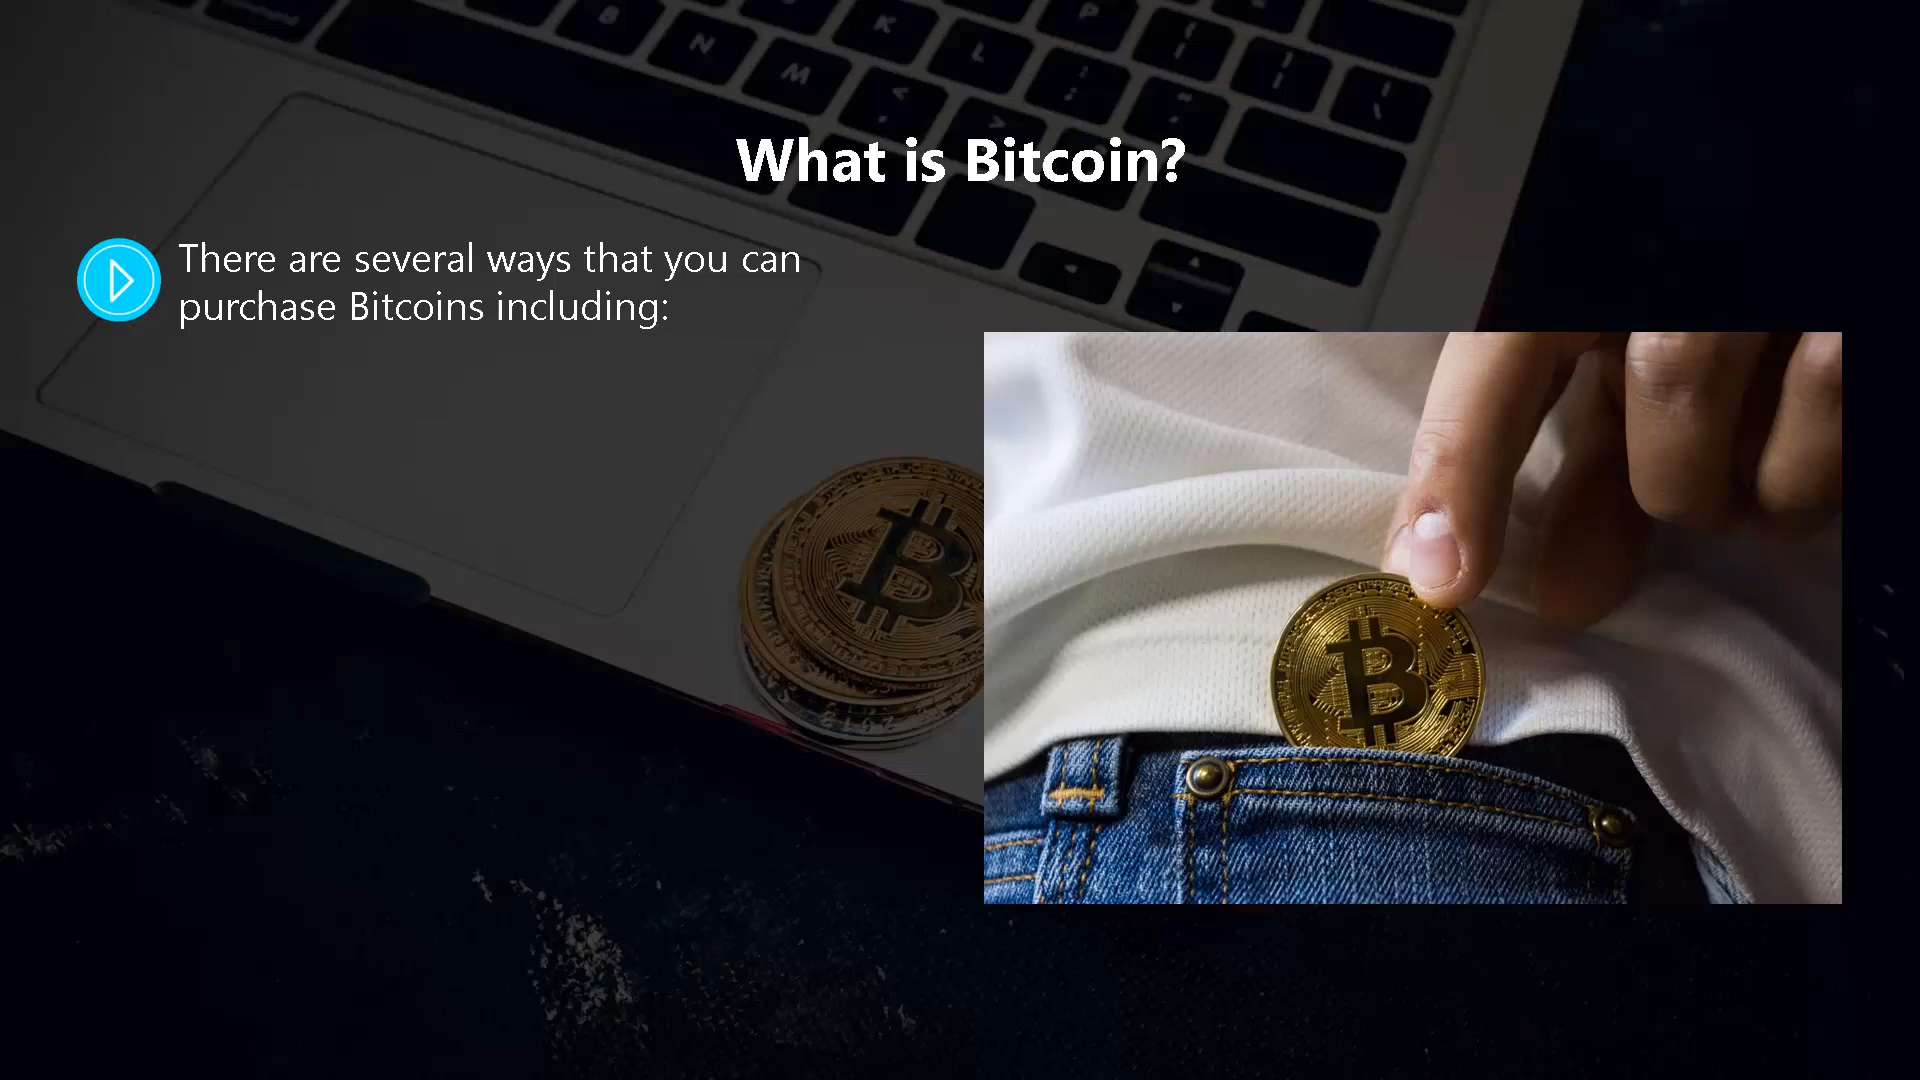 What is Bitcoin?
There are several ways that you can
purchase Bitcoins including:
B
N
M
K
L
P